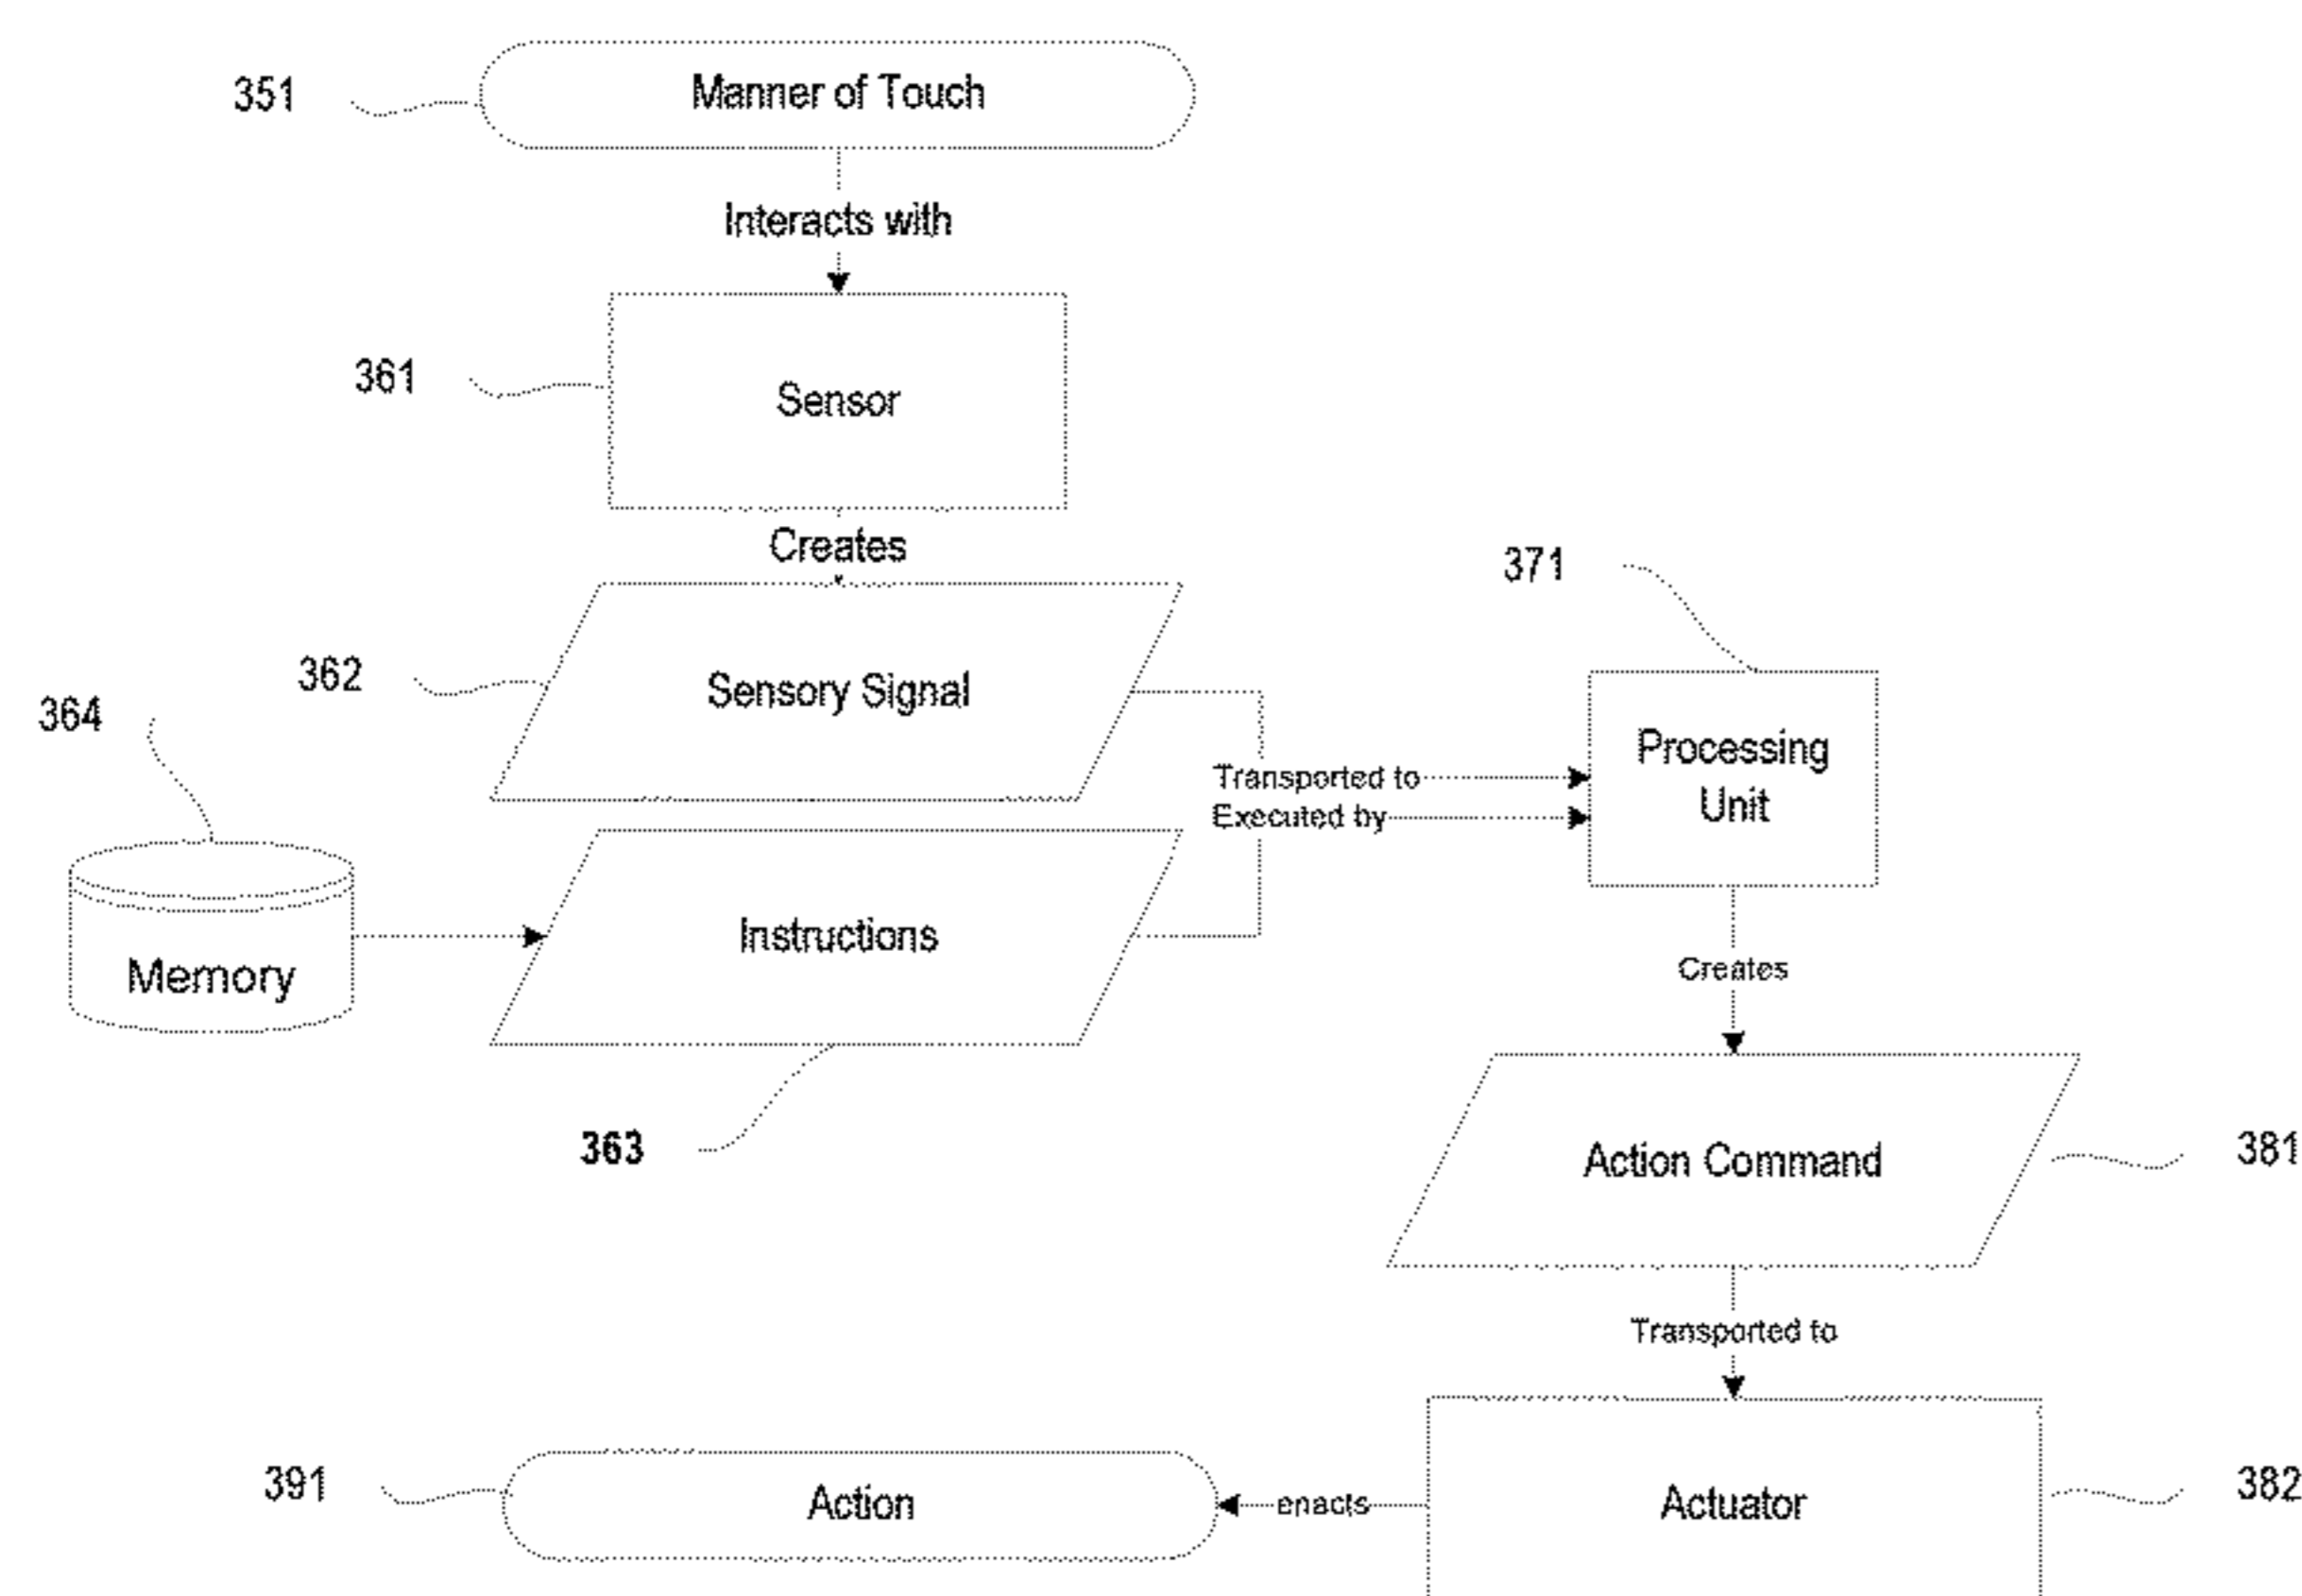 351
Manner of Touch
Interacts with
361
Sensor
Creates
371
362
Sensory Signal
364
Processing
Unit
Transported to
Executed by
Instructions
Memory
Creates
363
Action Command
381
Transported to
391
Action
enacts
Actuator
382